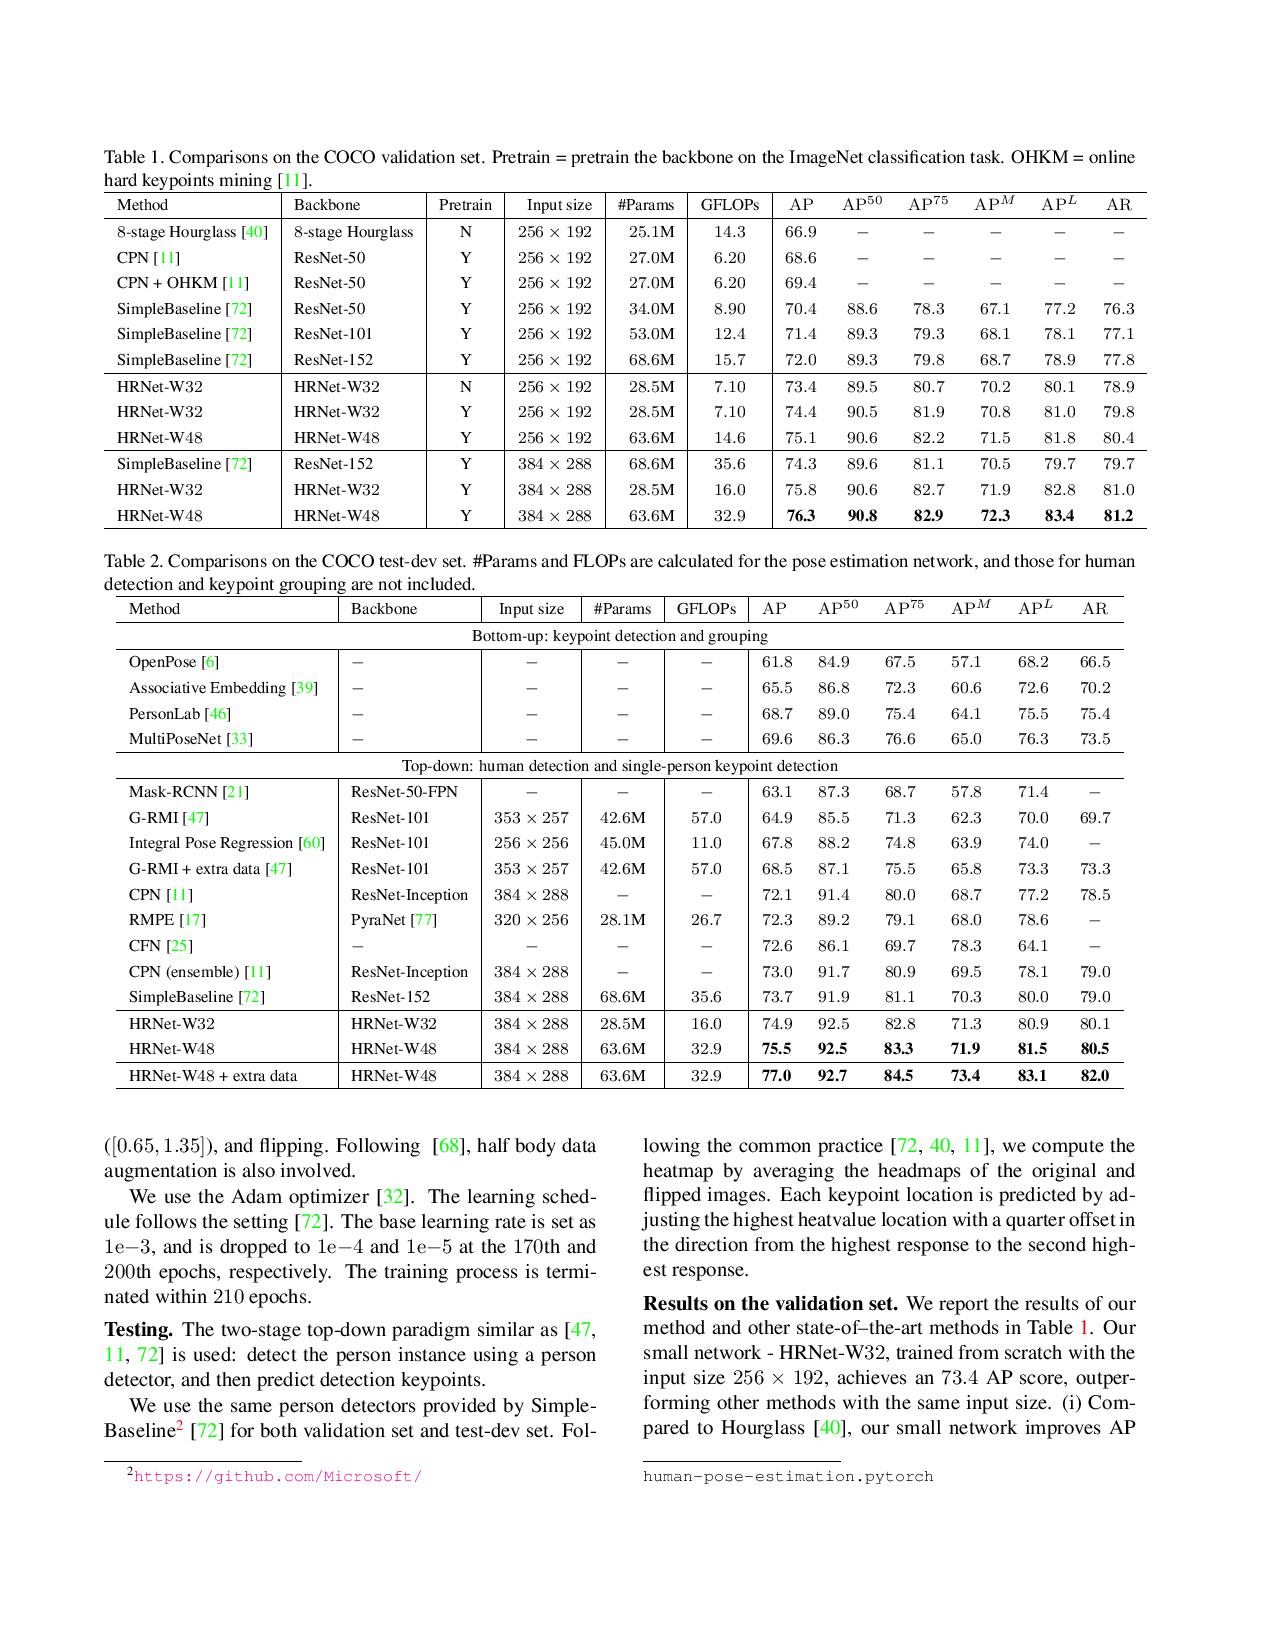 Table 1. Comparisons on the COCO validation set. Pretrain = pretrain the backbone on the ImageNet classification task. OHKM = online
hard keypoints mining [11].
Method Backbone Pretrain Input size #Params GFLOPs AP AP^50 AP^75 AP^M AP^L AR
8-stage Hourglass [40] 8-stage Hourglass N 256 × 192 25.1M 14.3 66.9 − − − − −
CPN [11] ResNet-50 Y 256 × 192 27.0M 6.20 68.6 − − − − −
CPN + OHKM [11] ResNet-50 Y 256 × 192 27.0M 6.20 69.4 − − − − −
SimpleBaseline [72] ResNet-50 Y 256 × 192 34.0M 8.90 70.4 88.6 78.3 67.1 77.2 76.3
SimpleBaseline [72] ResNet-101 Y 256 × 192 53.0M 12.4 71.4 89.3 79.3 68.1 78.1 77.1
SimpleBaseline [72] ResNet-152 Y 256 × 192 68.6M 15.7 72.0 89.3 79.8 68.7 78.9 77.8
HRNet-W32 HRNet-W32 N 256 × 192 28.5M 7.10 73.4 89.5 80.7 70.2 80.1 78.9
HRNet-W32 HRNet-W32 Y 256 × 192 28.5M 7.10 74.4 90.5 81.9 70.8 81.0 79.8
HRNet-W48 HRNet-W48 Y 256 × 192 63.6M 14.6 75.1 90.6 82.2 71.5 81.8 80.4
SimpleBaseline [72] ResNet-152 Y 384 × 288 68.6M 35.6 74.3 89.6 81.1 70.5 79.7 79.7
HRNet-W32 HRNet-W32 Y 384 × 288 28.5M 16.0 75.8 90.6 82.7 71.9 82.8 81.0
HRNet-W48 HRNet-W48 Y 384 × 288 63.6M 32.9 76.3 90.8 82.9 72.3 83.4 81.2
Table 2. Comparisons on the COCO test-dev set. #Params and FLOPs are calculated for the pose estimation network, and those for human
detection and keypoint grouping are not included.
Method Backbone Input size #Params GFLOPs AP AP^50 AP^75 AP^M AP^L AR
Bottom-up: keypoint detection and grouping
OpenPose [6] − − − − 61.8 84.9 67.5 57.1 68.2 66.5
Associative Embedding [39] − − − − 65.5 86.8 72.3 60.6 72.6 70.2
PersonLab [46] − − − − 68.7 89.0 75.4 64.1 75.5 75.4
MultiPoseNet [33] − − − − 69.6 86.3 76.6 65.0 76.3 73.5
Top-down: human detection and single-person keypoint detection
Mask-RCNN [21] ResNet-50-FPN − − − 63.1 87.3 68.7 57.8 71.4 −
G-RMI [47] ResNet-101 353 × 257 42.6M 57.0 64.9 85.5 71.3 62.3 70.0 69.7
Integral Pose Regression [60] ResNet-101 256 × 256 45.0M 11.0 67.8 88.2 74.8 63.9 74.0 −
G-RMI + extra data [47] ResNet-101 353 × 257 42.6M 57.0 68.5 87.1 75.5 65.8 73.3 73.3
CPN [11] ResNet-Inception 384 × 288 − − 72.1 91.4 80.0 68.7 77.2 78.5
RMPE [17] PyraNet [77] 320 × 256 28.1M 26.7 72.3 89.2 79.1 68.0 78.6 −
CFN [25] − − − − 72.6 86.1 69.7 78.3 64.1 −
CPN (ensemble) [11] ResNet-Inception 384 × 288 − − 73.0 91.7 80.9 69.5 78.1 79.0
SimpleBaseline [72] ResNet-152 384 × 288 68.6M 35.6 73.7 91.9 81.1 70.3 80.0 79.0
HRNet-W32 HRNet-W32 384 × 288 28.5M 16.0 74.9 92.5 82.8 71.3 80.9 80.1
HRNet-W48 HRNet-W48 384 × 288 63.6M 32.9 75.5 92.5 83.3 71.9 81.5 80.5
HRNet-W48 + extra data HRNet-W48 384 × 288 63.6M 32.9 77.0 92.7 84.5 73.4 83.1 82.0
([0.65, 1.35]), and flipping. Following [68], half body data
augmentation is also involved.
We use the Adam optimizer [32]. The learning sched-
ule follows the setting [72]. The base learning rate is set as
1e−3, and is dropped to 1e−4 and 1e−5 at the 170th and
200th epochs, respectively. The training process is termi-
nated within 210 epochs.
Testing. The two-stage top-down paradigm similar as [47,
11, 72] is used: detect the person instance using a person
detector, and then predict detection keypoints.
We use the same person detectors provided by Simple-
Baseline² [72] for both validation set and test-dev set. Fol-
²https://github.com/Microsoft/
lowing the common practice [72, 40, 11], we compute the
heatmap by averaging the headmaps of the original and
flipped images. Each keypoint location is predicted by ad-
justing the highest heatvalue location with a quarter offset in
the direction from the highest response to the second high-
est response.
Results on the validation set. We report the results of our
method and other state-of–the-art methods in Table 1. Our
small network - HRNet-W32, trained from scratch with the
input size 256 × 192, achieves an 73.4 AP score, outper-
forming other methods with the same input size. (i) Com-
pared to Hourglass [40], our small network improves AP
human-pose-estimation.pytorch